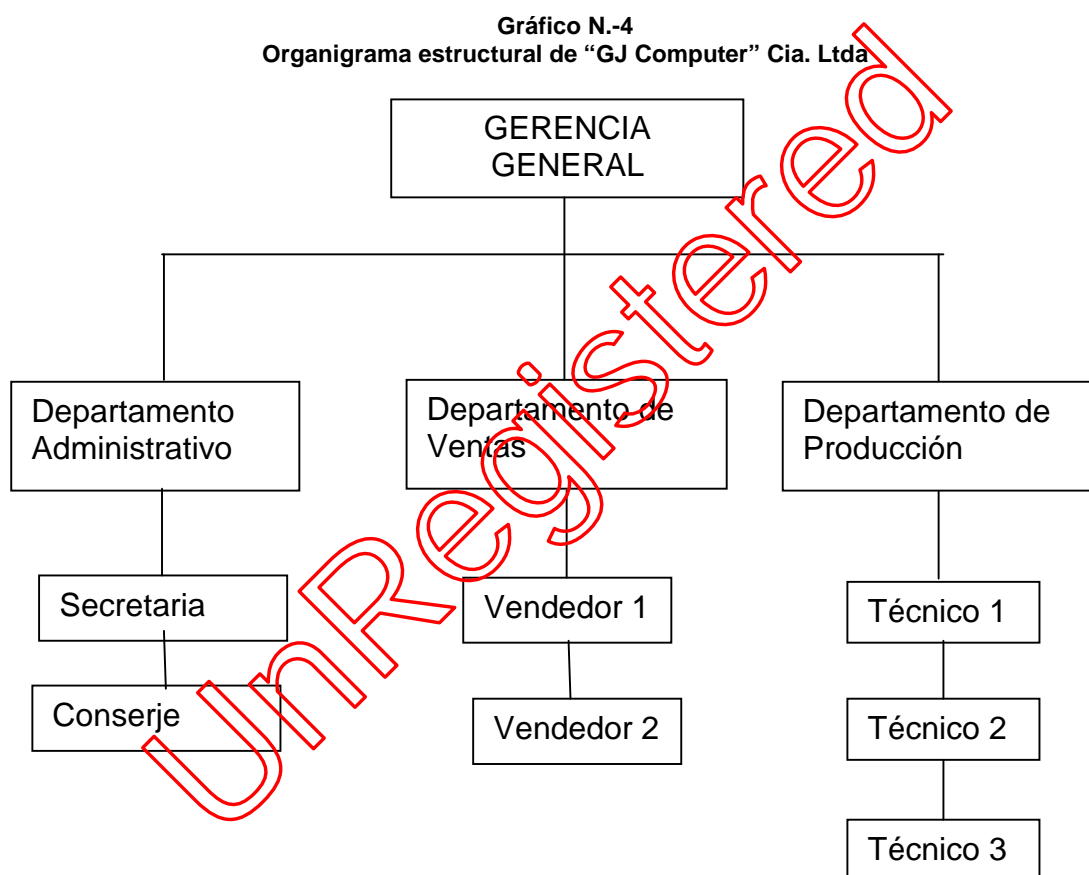 Gráfico N.-4
Organigrama estructural de “GJ Computer” Cia. Ltda
GERENCIA
GENERAL
Departamento
Administrativo
Departamento de
Ventas
Departamento de
Producción
Secretaria
Vendedor 1
Técnico 1
Conserje
Vendedor 2
Técnico 2
Técnico 3
UnRegistered